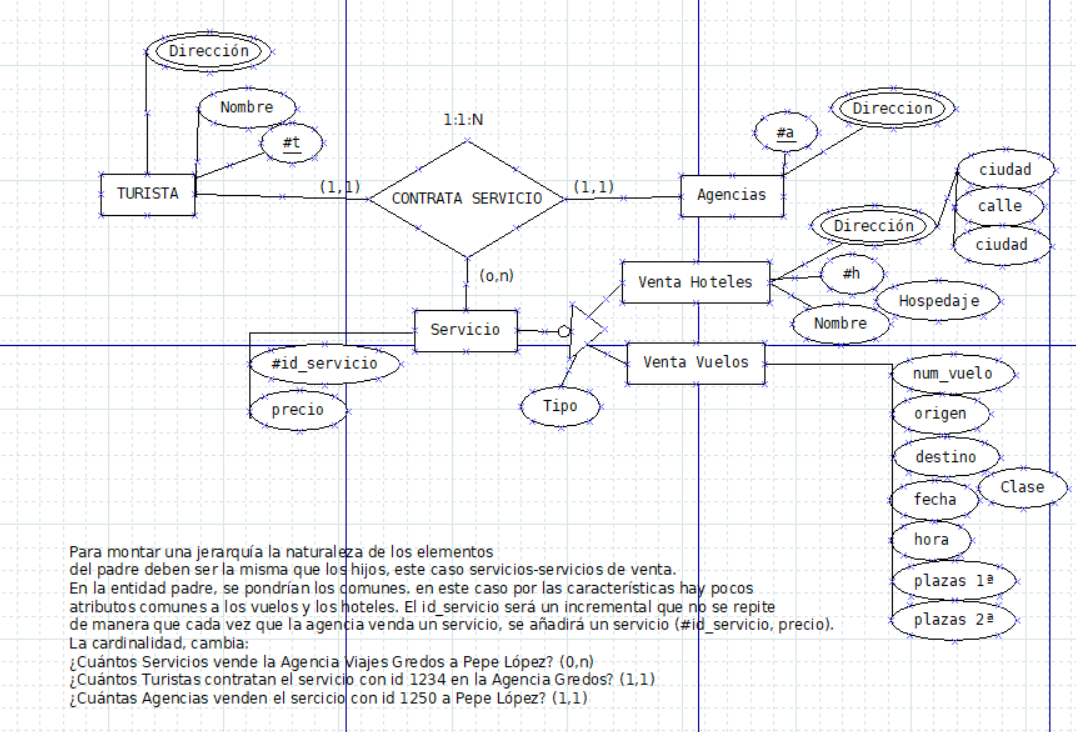 Dirección
Nombre
#t
TURISTA
(1,1)
1:1:N
CONTRATA SERVICIO
(1,1)
(o,n)
#a
Direccion
Agencias
ciudad
calle
ciudad
Dirección
#h
Nombre
Hospedaje
Venta Hoteles
Servicio
Venta Vuelos
Tipo
#id_servicio
precio
num_vuelo
origen
destino
Clase
fecha
hora
plazas 1ª
plazas 2ª
Para montar una jerarquía la naturaleza de los elementos
del padre deben ser la misma que los hijos, este caso servicios-servicios de venta.
En la entidad padre, se pondrían los comunes, en este caso por las características hay pocos
atributos comunes a los vuelos y los hoteles. El id_servicio será un incremental que no se repite
de manera que cada vez que la agencia venda un servicio, se añadirá un servicio (#id_servicio, precio).
La cardinalidad, cambia:
¿Cuántos Servicios vende la Agencia Viajes Gredos a Pepe López? (0,n)
¿Cuántos Turistas contratan el servicio con id 1234 en la Agencia Gredos? (1,1)
¿Cuántas Agencias venden el sercicio con id 1250 a Pepe López? (1,1)